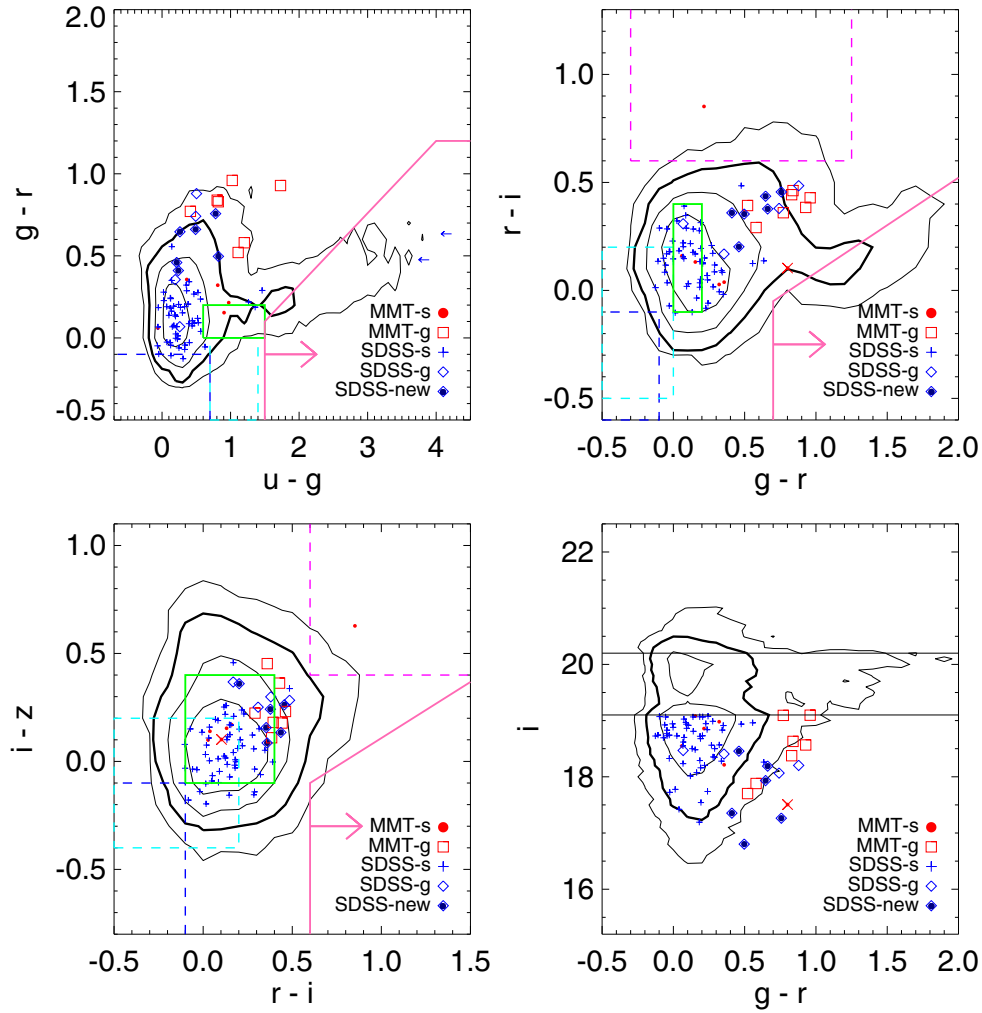 2.0
1.5
1.0
0.5
0.0
-0.5
g - r
0 1 2 3 4
u - g
MMT-s
MMT-g
SDSS-s
SDSS-g
SDSS-new
1.0
0.5
0.0
-0.5
r - i
-0.5 0.0 0.5 1.0 1.5 2.0
g - r
MMT-s
MMT-g
SDSS-s
SDSS-g
SDSS-new
1.0
0.5
0.0
-0.5
i - z
-0.5 0.0 0.5 1.0 1.5
r - i
MMT-s
MMT-g
SDSS-s
SDSS-g
SDSS-new
22
20
18
16
i
-0.5 0.0 0.5 1.0 1.5 2.0
g - r
MMT-s
MMT-g
SDSS-s
SDSS-g
SDSS-new